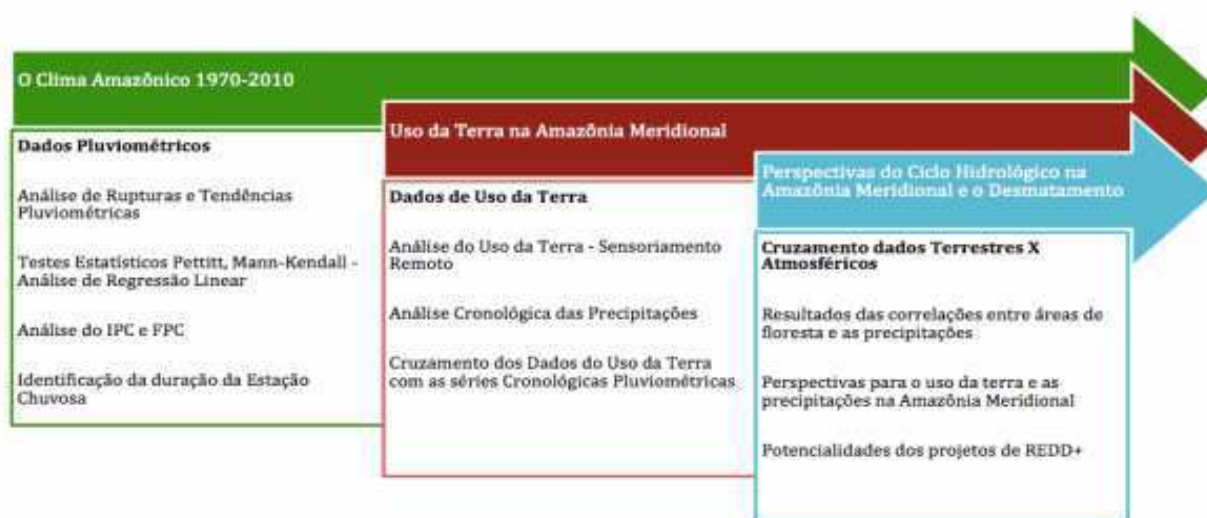 O Clima Amazônico 1970-2010
Dados Pluviométricos
Análise de Rupturas e Tendências
Pluviométricas
Testes Estatísticos Pettitt, Mann-Kendall -
Análise de Regressão Linear
Análise do IPC e FPC
Identificação da duração da Estação
Chuvosa
Uso da Terra na Amazônia Meridional
Dados de Uso da Terra
Análise do Uso da Terra - Sensoriamento
Remoto
Análise Cronológica das Precipitações
Cruzamento dos Dados do Uso da Terra
com as séries Cronológicas Pluviométricas
Perspectivas do Ciclo Hidrológico na
Amazônia Meridional e o Desmatamento
Cruzamento dados Terrestres X
Atmosféricos
Resultados das correlações entre áreas de
floresta e as precipitações
Perspectivas para o uso da terra e as
precipitações na Amazônia Meridional
Potencialidades dos projetos de REDD+